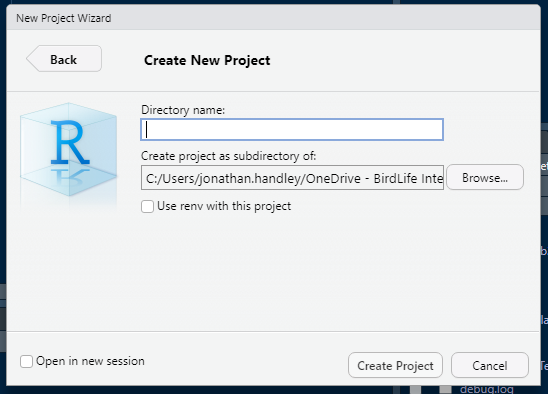 New Project Wizard
Back
Create New Project
R
Directory name:
Create project as subdirectory of:
C:/Users/jonathan.handley/OneDrive - BirdLife Inte
Browse...
Use renv with this project
Open in new session
Create Project
Cancel
debug.log